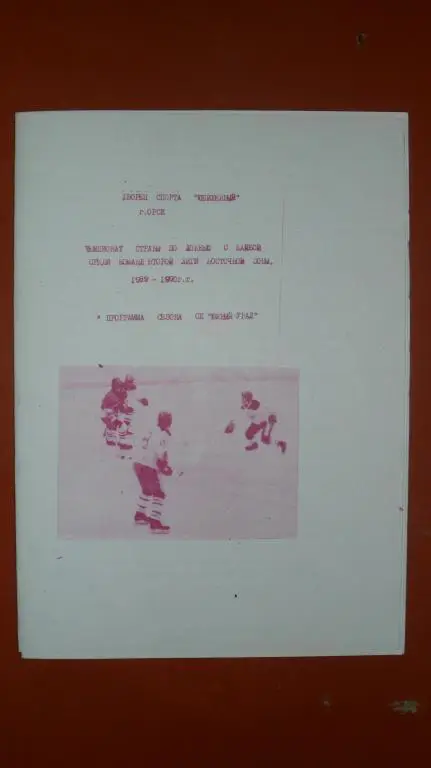 ДВОРЕЦ СПОРТА "ЮБИЛЕЙНЫЙ"
г.ОРСК
ЧЕМПИОНАТ СТРАНЫ ПО ХОККЕЮ С ШАЙБОЙ
СРЕДИ КОМАНД ВТОРОЙ ЛИГИ ВОСТОЧНОЙ ЗОНЫ.
1989 - 1990г.г.
* ПРОГРАММА СЕЗОНА СК "ЮЖНЫЙ УРАЛ"